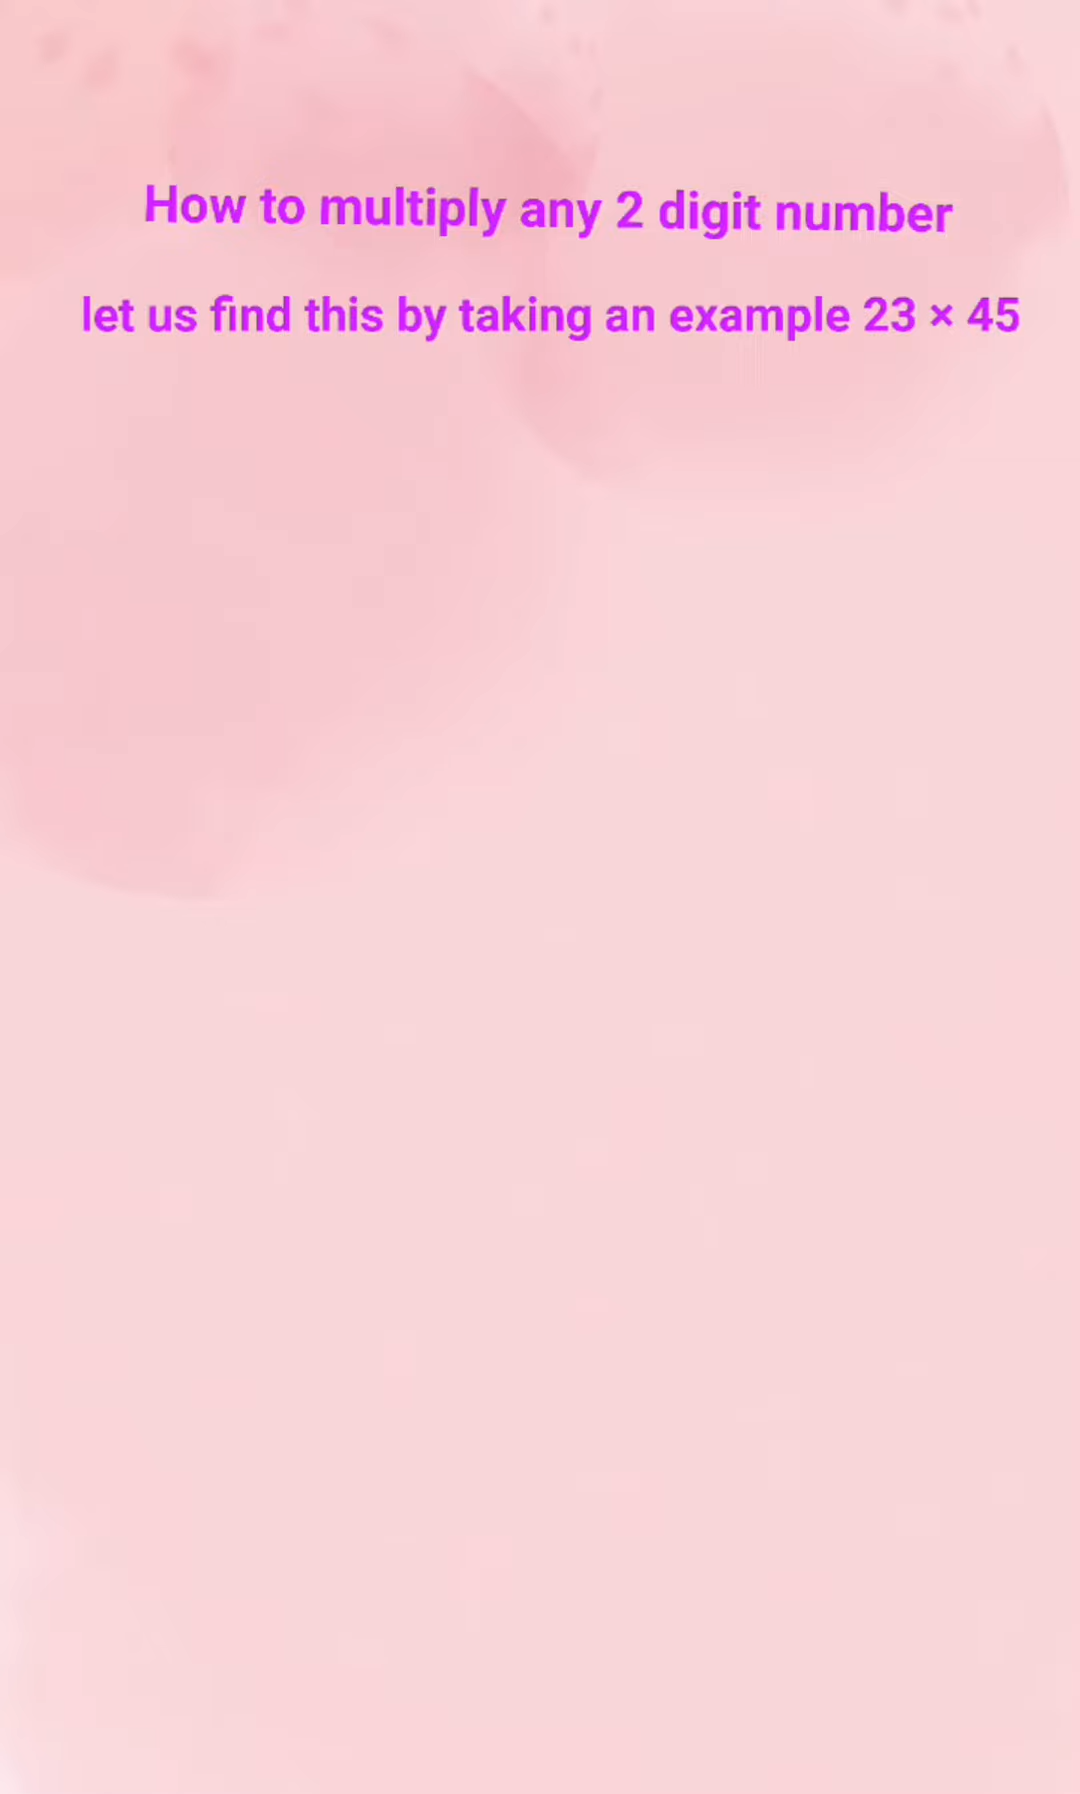 How to multiply any 2 digit number
let us find this by taking an example 23 × 45